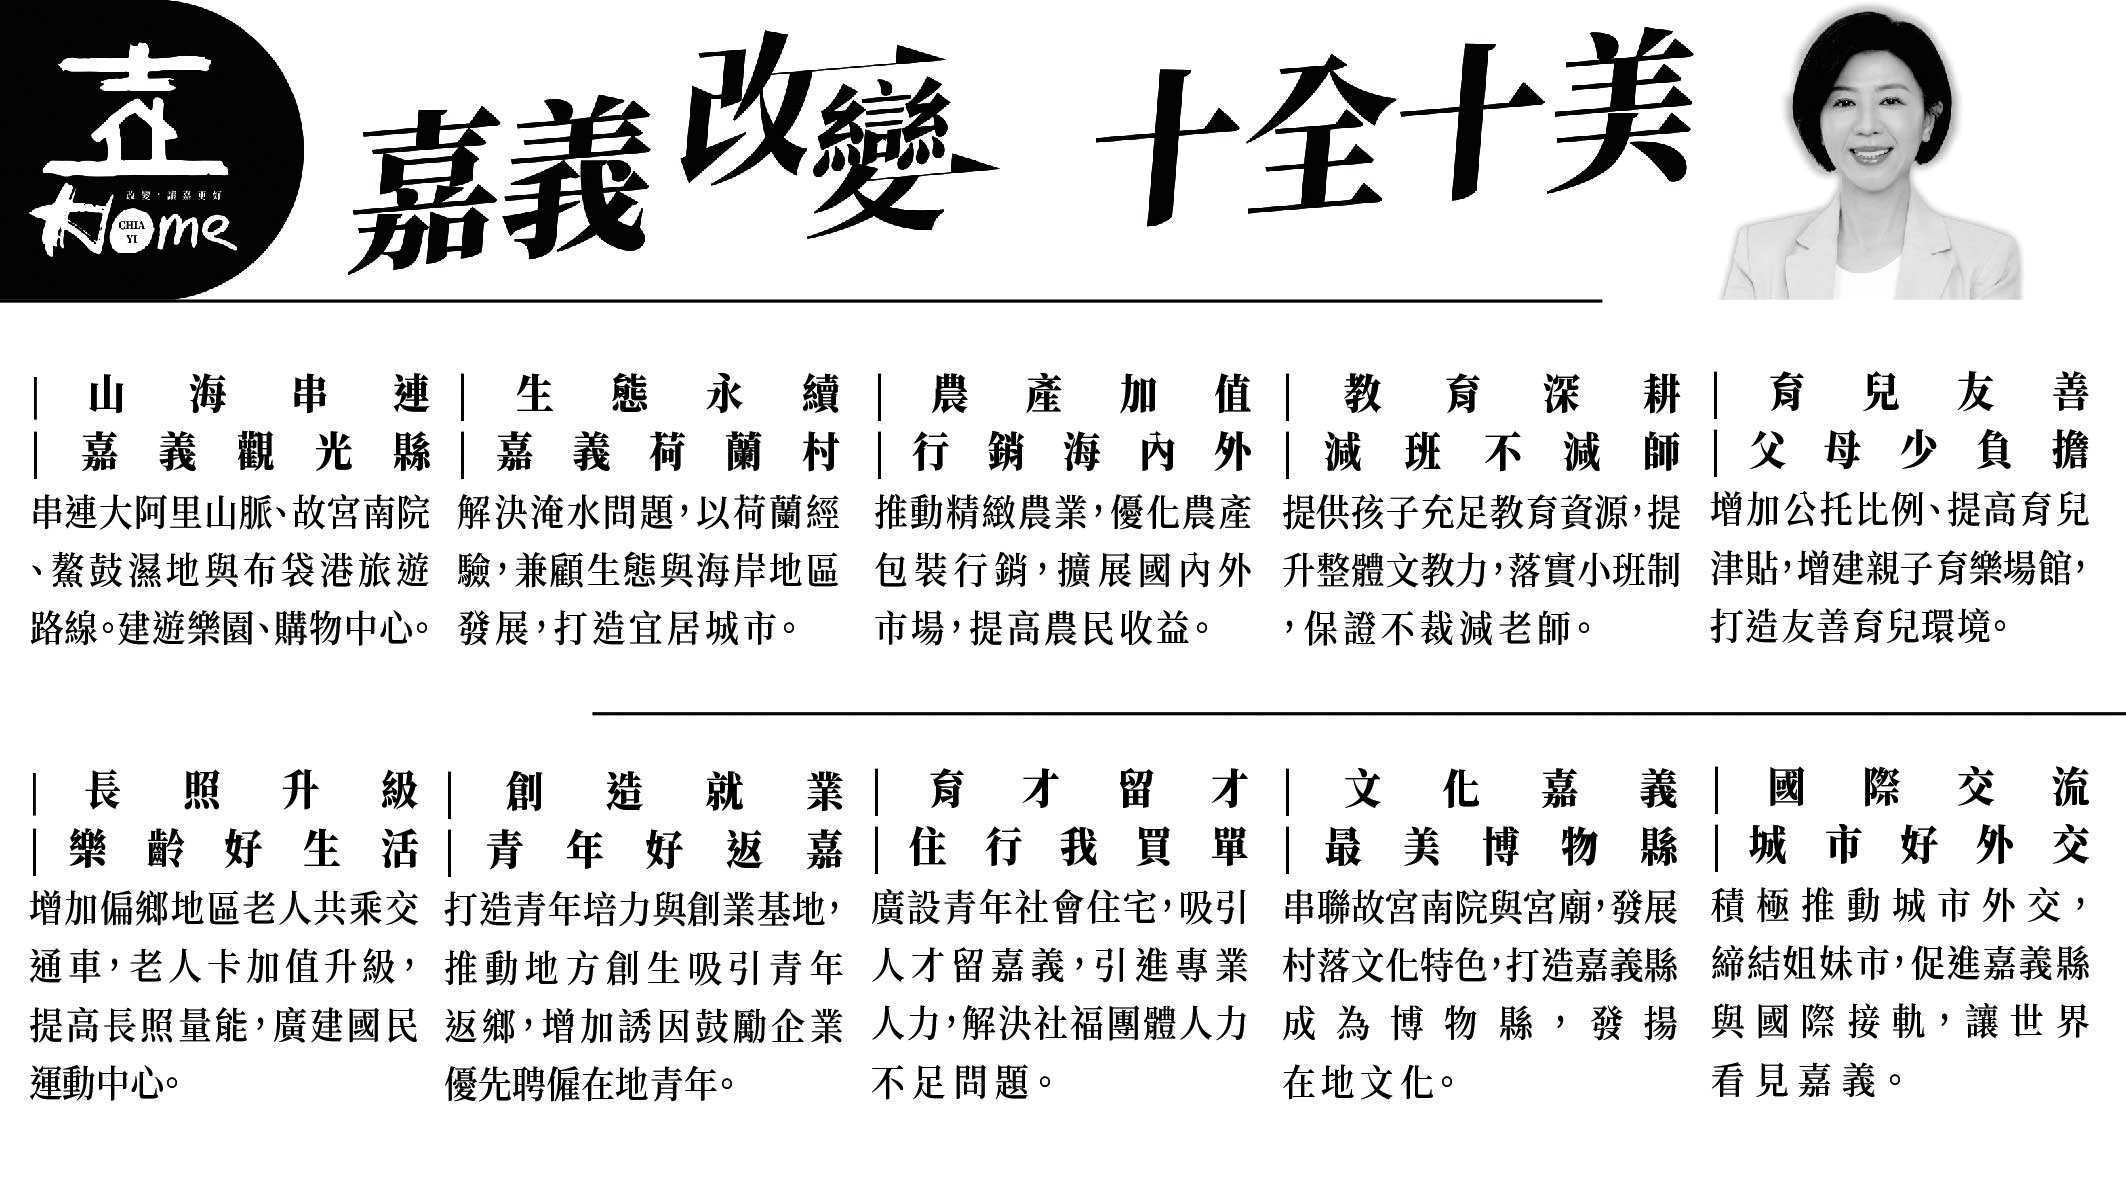 改變，讓嘉更好
Home
CHIA
YI
嘉義改變 十全十美
山海串連
嘉義觀光縣
串連大阿里山脈、故宮南院
、鰲鼓濕地與布袋港旅遊
路線。建遊樂園、購物中心。
生態永續
嘉義荷蘭村
解決淹水問題，以荷蘭經
驗，兼顧生態與海岸地區
發展，打造宜居城市。
農產加值
行銷海內外
推動精緻農業，優化農產
包裝行銷，擴展國內外
市場，提高農民收益。
教育深耕
減班不減師
提供孩子充足教育資源，提
升整體文教力，落實小班制
，保證不裁減老師。
育兒友善
父母少負擔
增加公托比例、提高育兒
津貼，增建親子育樂場館，
打造友善育兒環境。
長照升級
樂齡好生活
增加偏鄉地區老人共乘交
通車，老人卡加值升級，
提高長照量能，廣建國民
運動中心。
創造就業
青年好返嘉
打造青年培力與創業基地，
推動地方創生吸引青年
返鄉，增加誘因鼓勵企業
優先聘僱在地青年。
育才留才
住行我買單
廣設青年社會住宅，吸引
人才留嘉義，引進專業
人力，解決社福團體人力
不足問題。
文化嘉義
最美博物縣
串聯故宮南院與宮廟，發展
村落文化特色，打造嘉義縣
成為博物縣，發揚
在地文化。
國際交流
城市好外交
積極推動城市外交，
締結姐妹市，促進嘉義縣
與國際接軌，讓世界
看見嘉義。